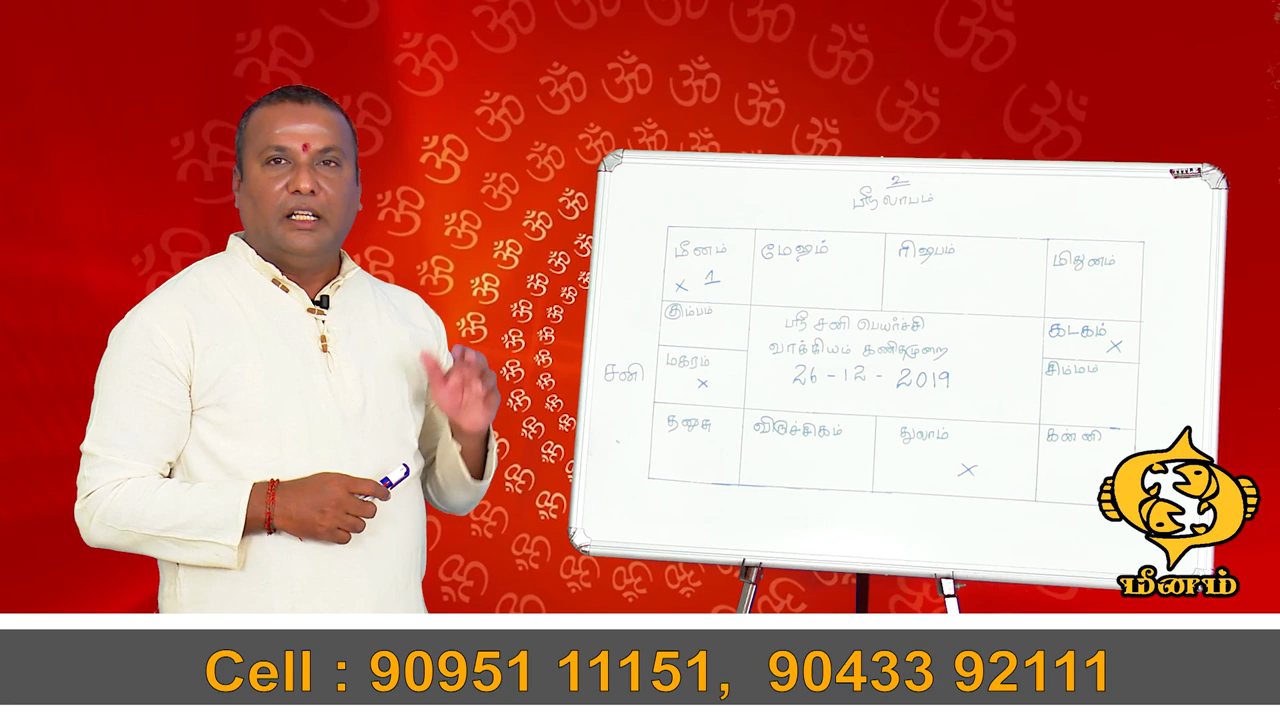 TITLE
உ
ஸ்ரீ லாபம்
மீனம் மேஷம் ரிஷபம் மிதுனம்
x 1
கும்பம் கடகம் x
ஸ்ரீ சனி பெயர்ச்சி
வாக்கியம் கணிதமுறை
26-12-2019
சனி மகரம் x சிம்மம்
தனுசு விருச்சிகம் துலாம் கன்னி
x
மீனம்
Cell : 90951 11151, 90433 92111